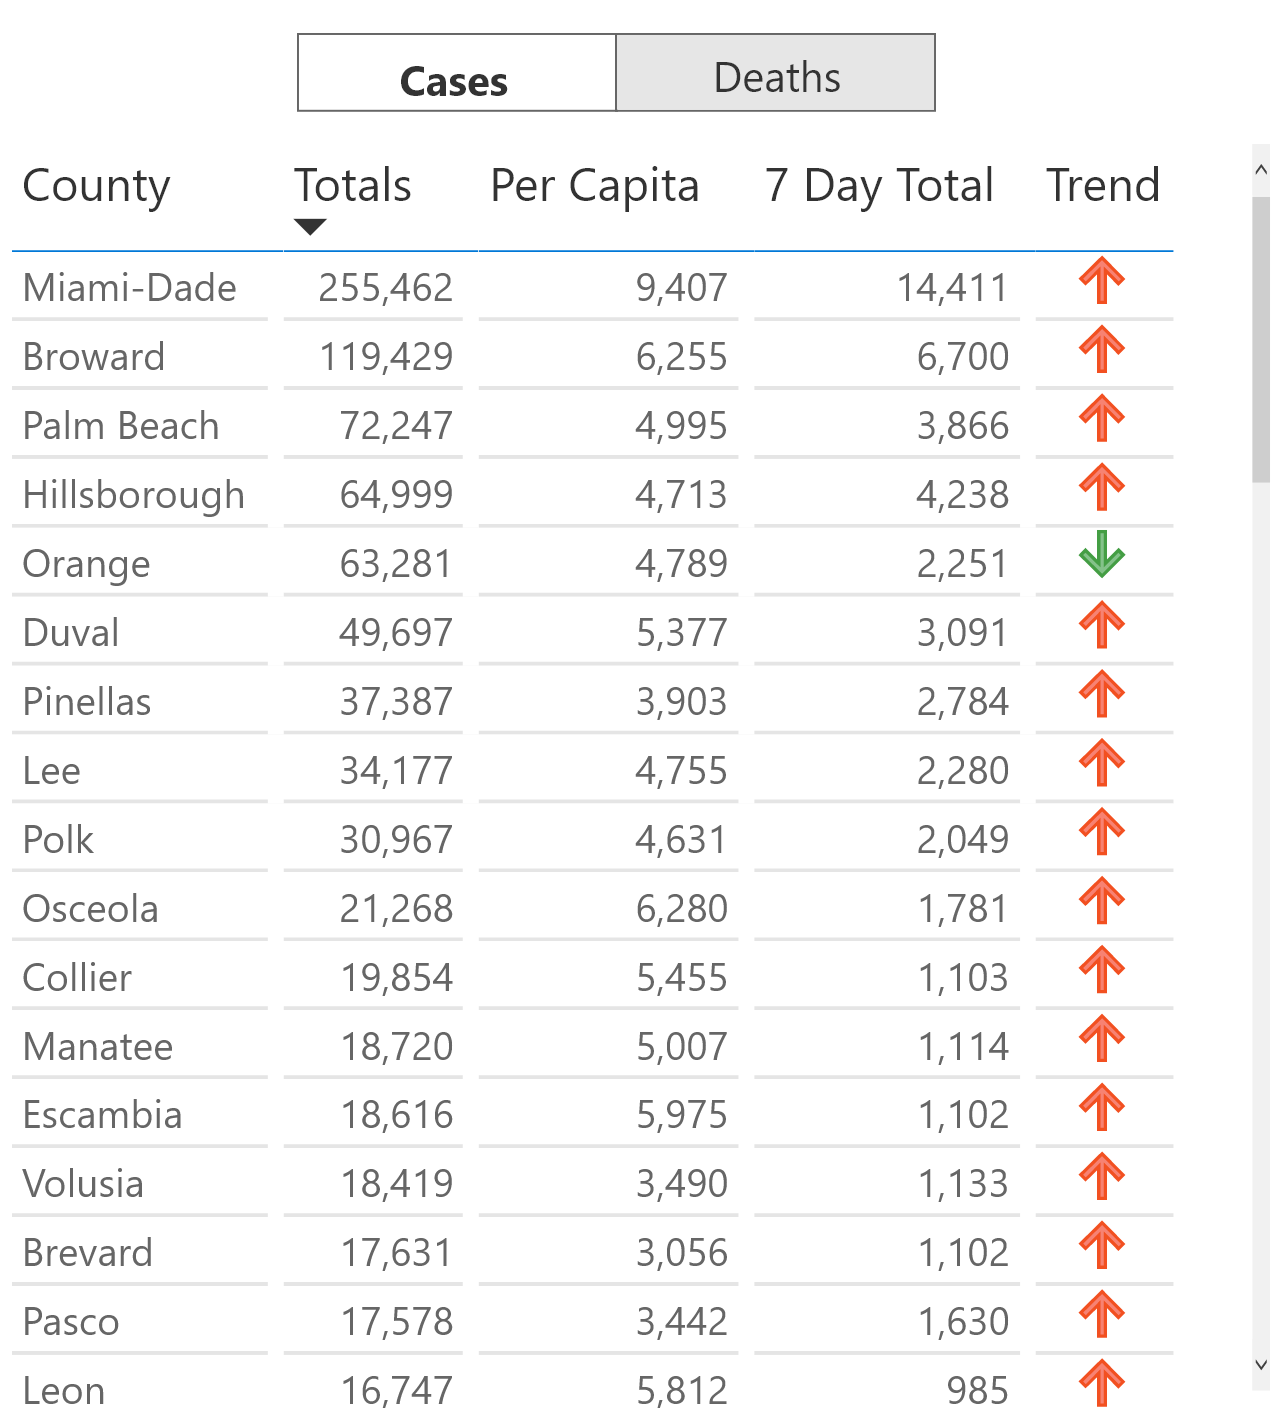 Cases Deaths
County Totals Per Capita 7 Day Total Trend
Miami-Dade 255,462 9,407 14,411
Broward 119,429 6,255 6,700
Palm Beach 72,247 4,995 3,866
Hillsborough 64,999 4,713 4,238
Orange 63,281 4,789 2,251
Duval 49,697 5,377 3,091
Pinellas 37,387 3,903 2,784
Lee 34,177 4,755 2,280
Polk 30,967 4,631 2,049
Osceola 21,268 6,280 1,781
Collier 19,854 5,455 1,103
Manatee 18,720 5,007 1,114
Escambia 18,616 5,975 1,102
Volusia 18,419 3,490 1,133
Brevard 17,631 3,056 1,102
Pasco 17,578 3,442 1,630
Leon 16,747 5,812 985